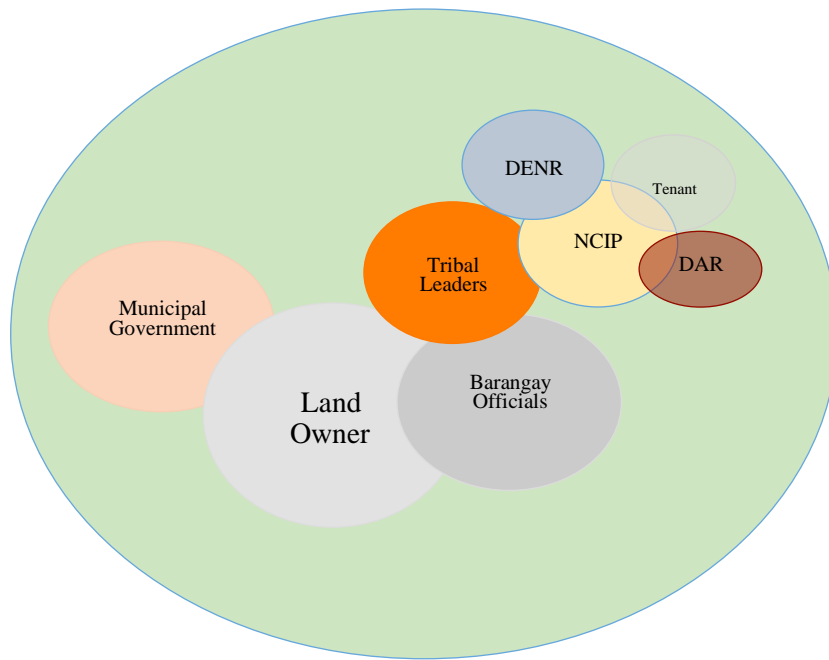 DENR
Tenant
NCIP
Tribal
Leaders
DAR
Municipal
Government
Barangay
Officials
Land
Owner